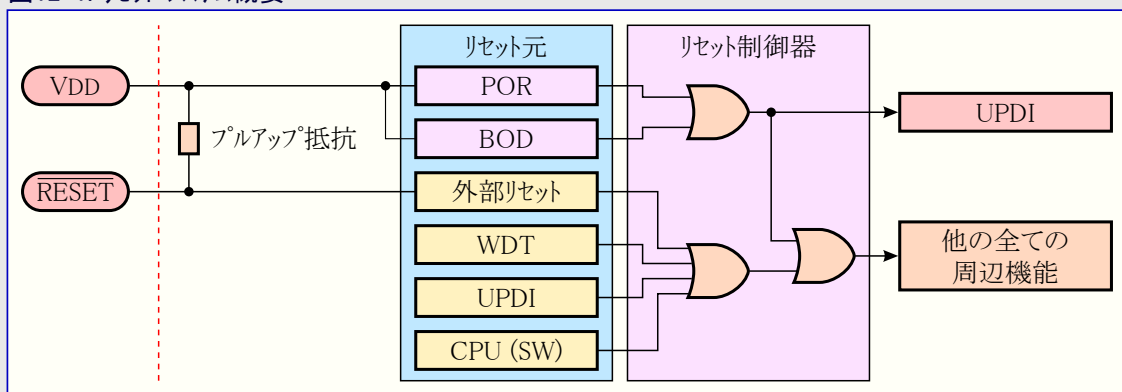 リセット元
リセット制御器
VDD
POR
UPDI
プルアップ抵抗
BOD
RESET
外部リセット
WDT
他の全ての
周辺機能
UPDI
CPU (SW)